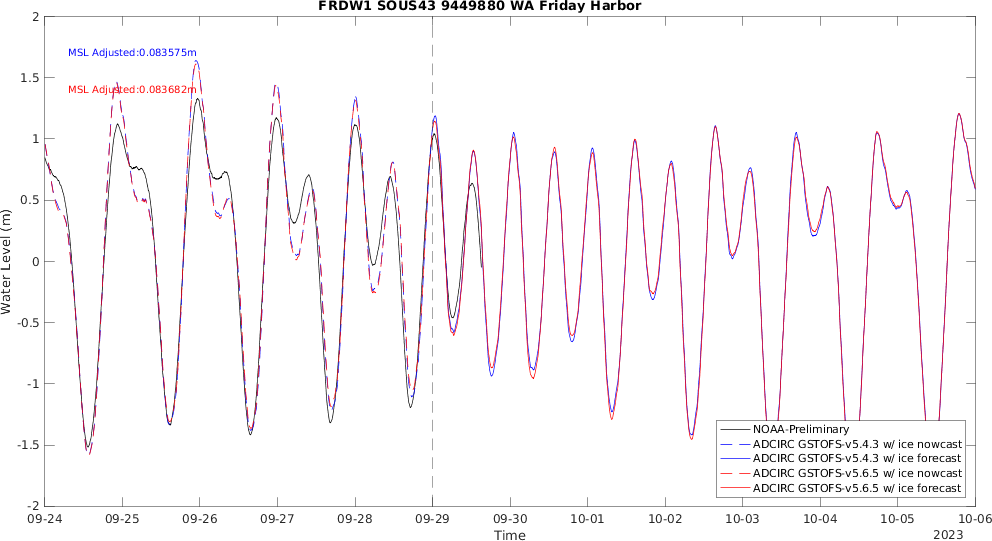 FRDW1 SOUS43 9449880 WA Friday Harbor
MSL Adjusted:0.083575m
MSL Adjusted:0.083682m
Water Level (m)
2
1.5
1
0.5
0
-0.5
-1
-1.5
-2
NOAA-Preliminary
ADCIRC GSTOFS-v5.4.3 w/ ice nowcast
ADCIRC GSTOFS-v5.4.3 w/ ice forecast
ADCIRC GSTOFS-v5.6.5 w/ ice nowcast
ADCIRC GSTOFS-v5.6.5 w/ ice forecast
09-24 09-25 09-26 09-27 09-28 09-29 09-30 10-01 10-02 10-03 10-04 10-05 10-06
Time
2023